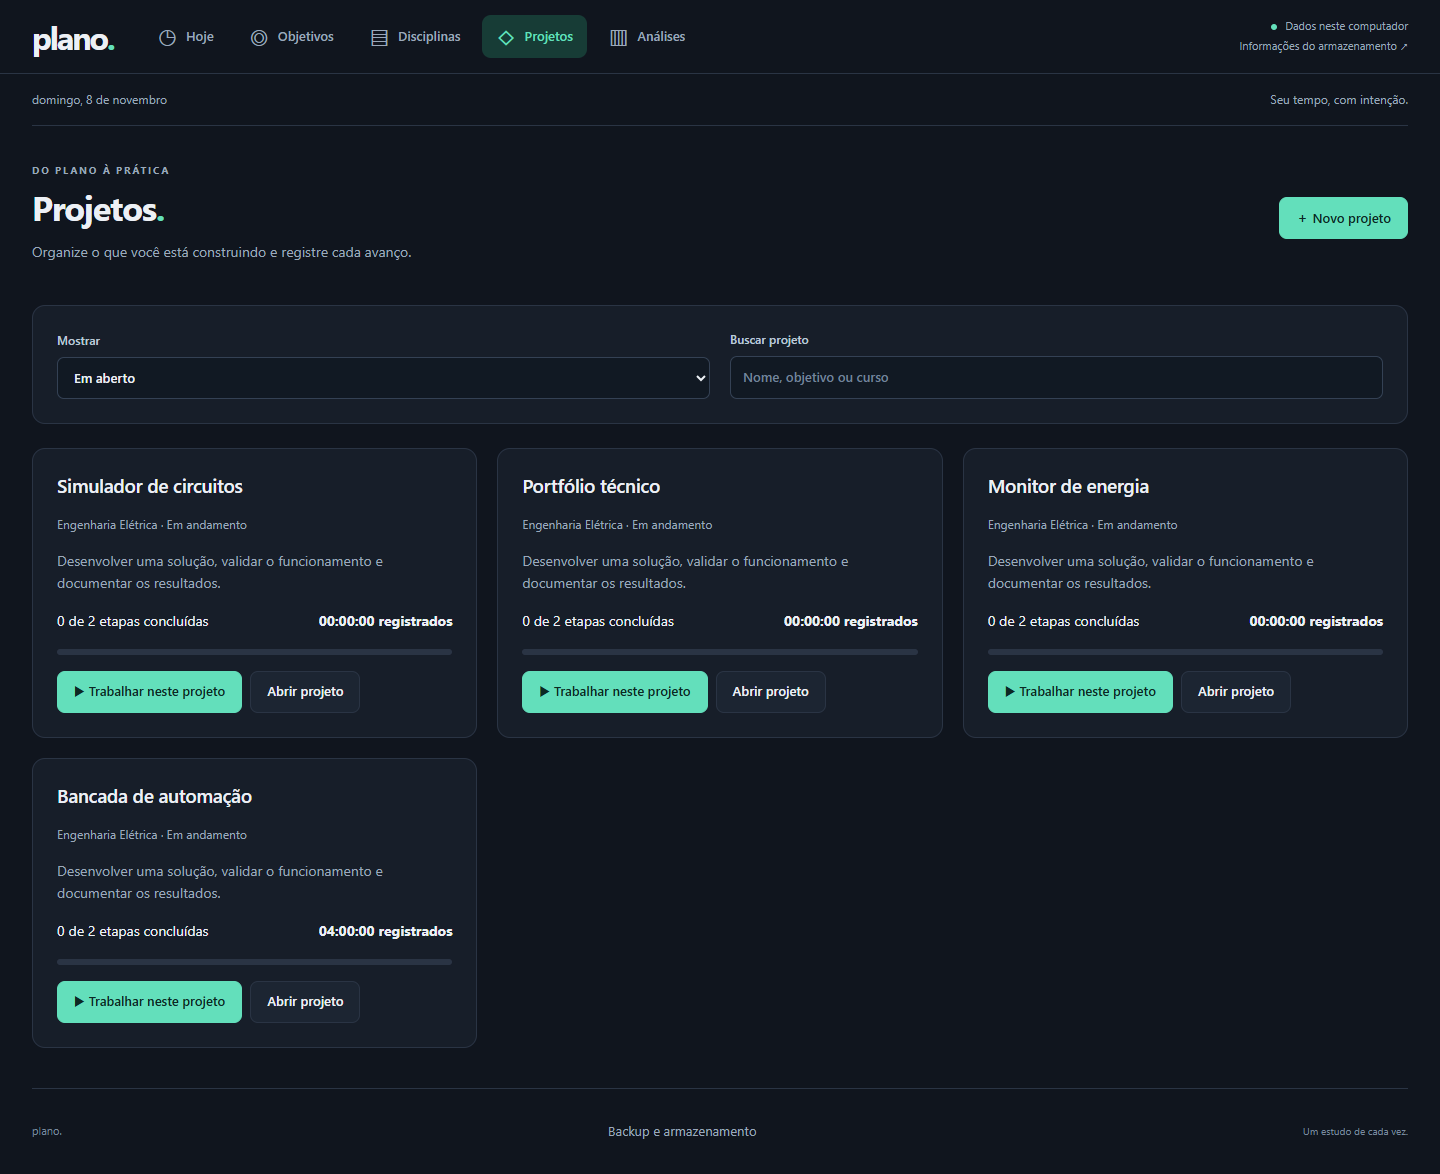 plano.
Hoje
Objetivos
Disciplinas
Projetos
Análises
Dados neste computador
Informações do armazenamento ↗
domingo, 8 de novembro
Seu tempo, com intenção.
DO PLANO À PRÁTICA
Projetos.
Organize o que você está construindo e registre cada avanço.
+ Novo projeto
Mostrar
Em aberto
Buscar projeto
Nome, objetivo ou curso
Simulador de circuitos
Engenharia Elétrica · Em andamento
Desenvolver uma solução, validar o funcionamento e
documentar os resultados.
0 de 2 etapas concluídas
00:00:00 registrados
▶ Trabalhar neste projeto
Abrir projeto
Portfólio técnico
Engenharia Elétrica · Em andamento
Desenvolver uma solução, validar o funcionamento e
documentar os resultados.
0 de 2 etapas concluídas
00:00:00 registrados
▶ Trabalhar neste projeto
Abrir projeto
Monitor de energia
Engenharia Elétrica · Em andamento
Desenvolver uma solução, validar o funcionamento e
documentar os resultados.
0 de 2 etapas concluídas
00:00:00 registrados
▶ Trabalhar neste projeto
Abrir projeto
Bancada de automação
Engenharia Elétrica · Em andamento
Desenvolver uma solução, validar o funcionamento e
documentar os resultados.
0 de 2 etapas concluídas
04:00:00 registrados
▶ Trabalhar neste projeto
Abrir projeto
plano.
Backup e armazenamento
Um estudo de cada vez.